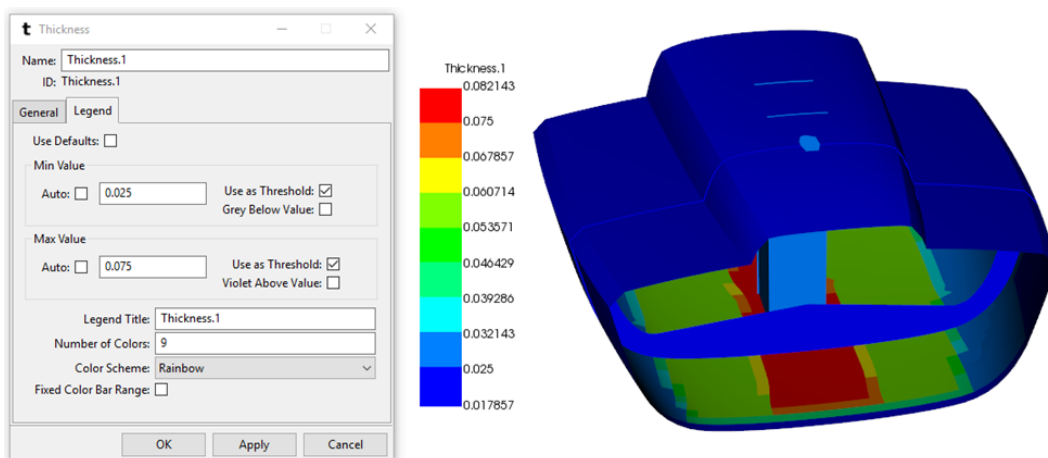 t Thickness
Name: Thickness.1
ID: Thickness.1
General Legend
Use Defaults:
Min Value
Auto: 0.025 Use as Threshold:
Grey Below Value:
Max Value
Auto: 0.075 Use as Threshold:
Violet Above Value:
Legend Title: Thickness.1
Number of Colors: 9
Color Scheme: Rainbow
Fixed Color Bar Range:
OK Apply Cancel
Thickness.1
0.082143
0.075
0.067857
0.060714
0.053571
0.046429
0.039286
0.032143
0.025
0.017857